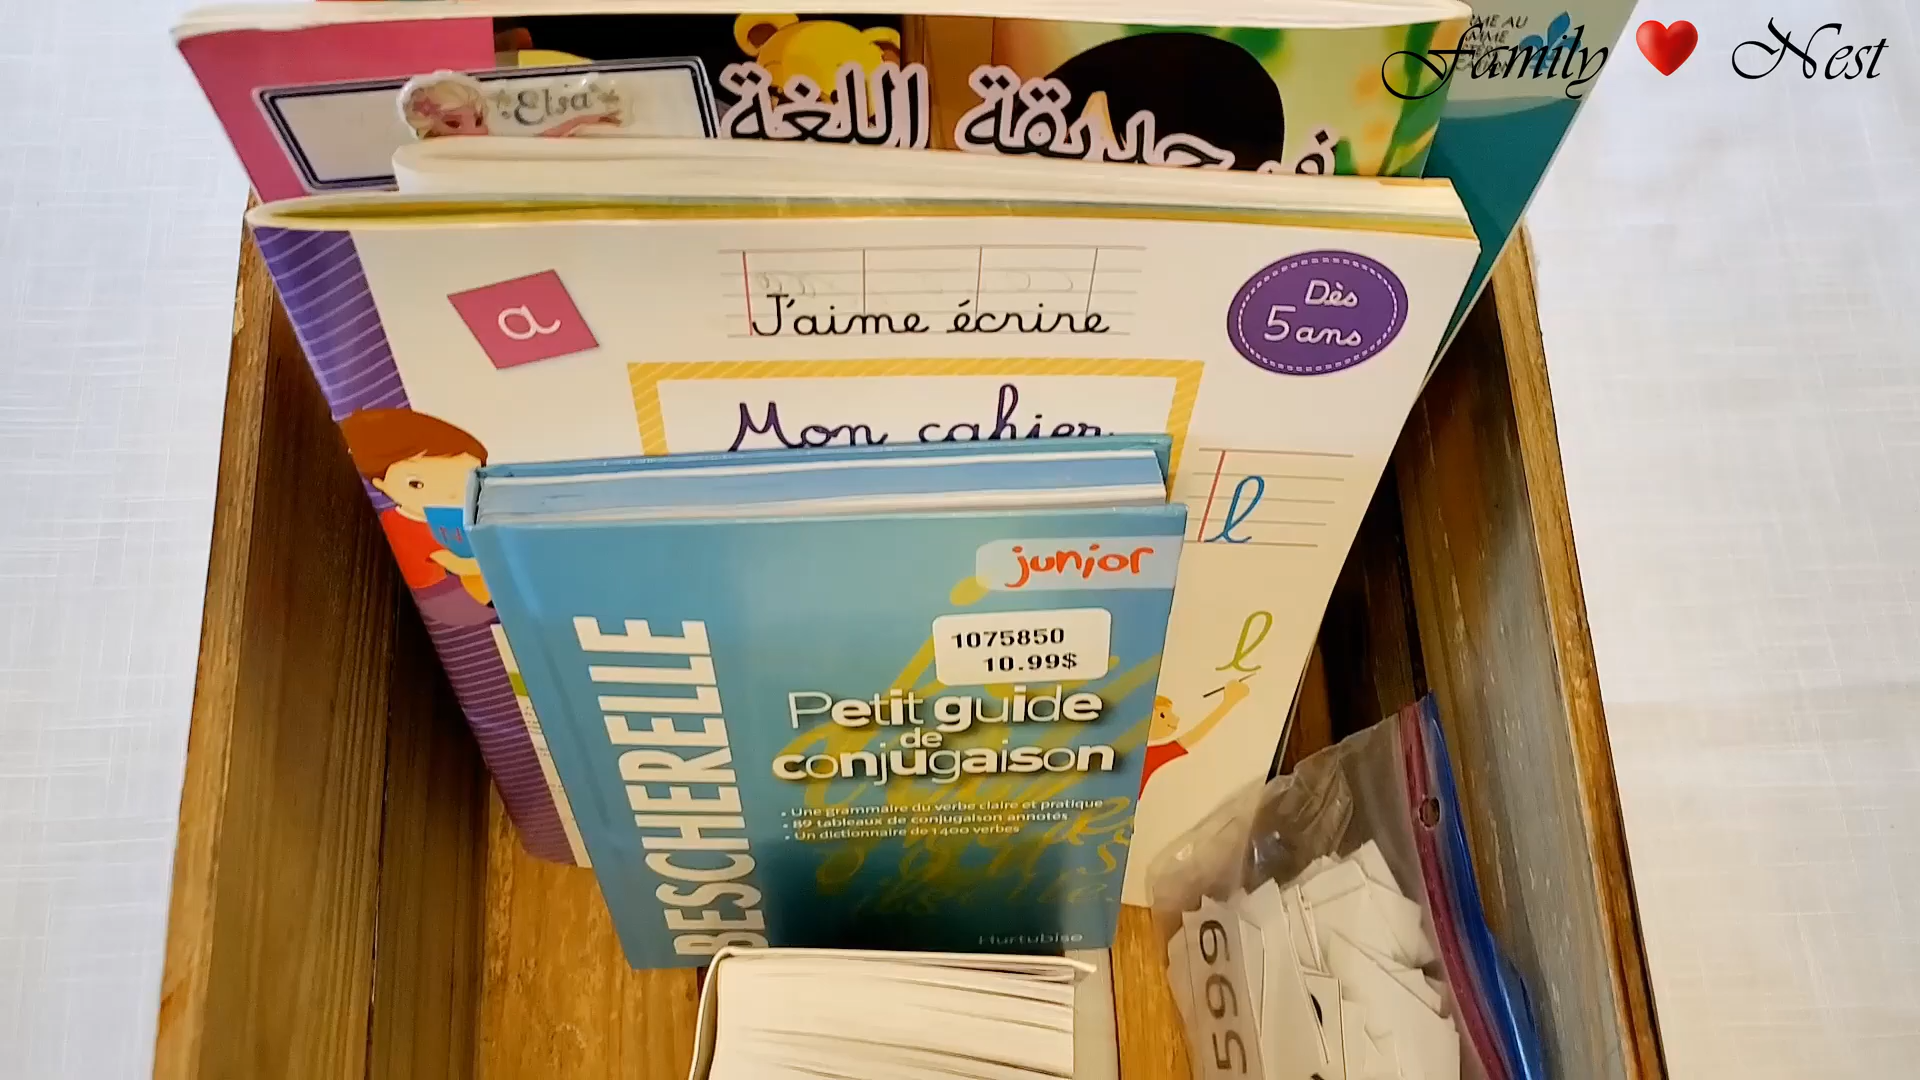 Family ❤ Nest
Elsa
في حديقة اللغة
a
J'aime écrire
Dès
5 ans
Mon cahier
l
l
junior
1075850
10.99$
BESCHERELLE
Petit guide
de
conjugaison
• Une grammaire du verbe claire et pratique
• 89 tableaux de conjugaison annotés
• Un dictionnaire de 1400 verbes
Hurtubise
599